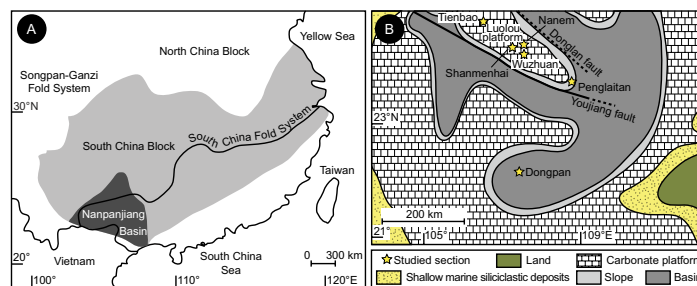 A
North China Block
Yellow Sea
Songpan-Ganzi
Fold System
30°N
South China Fold System
South China Block
Taiwan
Nanpanjiang
Basin
Vietnam
South China
Sea
0 300 km
20°
100°
110°
120°E
B
Tienbao
Nanem
Luolou
platform
Donglan fault
Wuzhuan
Shanmenhai
Penglaitan
Youjiang fault
23°N
Dongpan
200 km
21°
105°
109°E
Studied section
Land
Carbonate platform
Shallow marine siliciclastic deposits
Slope
Basin